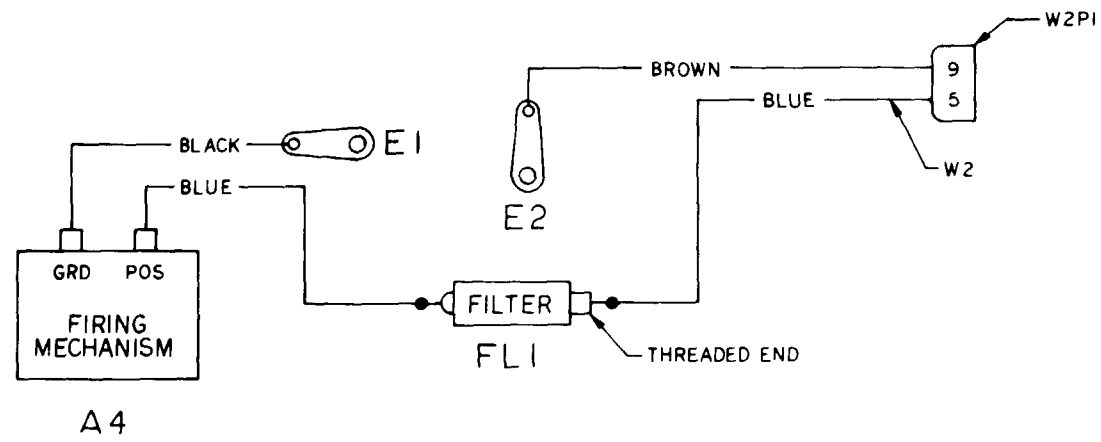 W2P1
BROWN
9
BLUE
5
BLACK
E1
W2
BLUE
E2
GRD POS
FIRING
MECHANISM
FILTER
FL1
THREADED END
A4